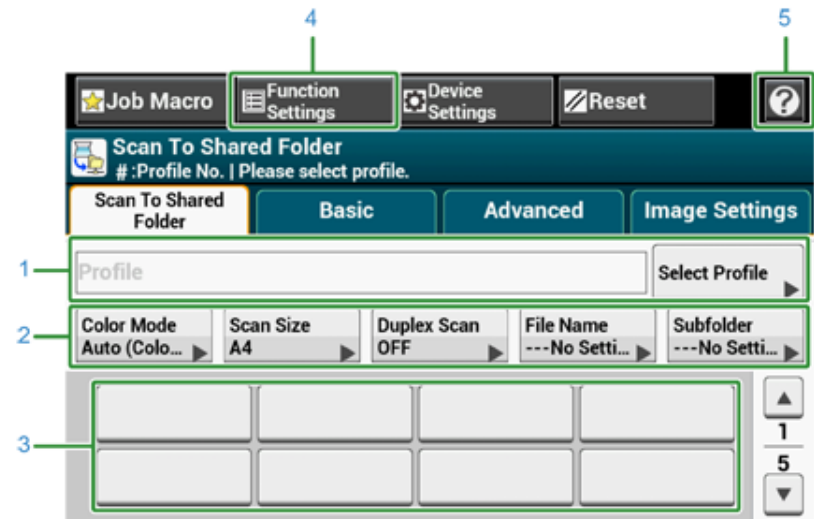 4
5
Job Macro
Function
Settings
Device
Settings
Reset
?
Scan To Shared Folder
# :Profile No. | Please select profile.
Scan To Shared
Folder
Basic
Advanced
Image Settings
1
Profile
Select Profile
2
Color Mode
Auto (Colo...
Scan Size
A4
Duplex Scan
OFF
File Name
---No Setti...
Subfolder
---No Setti...
3
1
5